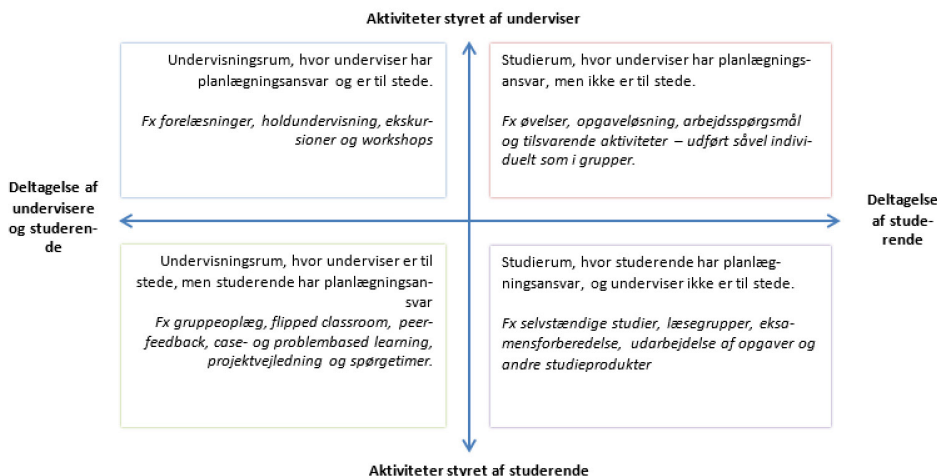 Aktiviteter styret af underviser
Undervisningsrum, hvor underviser har
planlægningsansvar og er til stede.
Fx forelæsninger, holdundervisning, ekskur-
sioner og workshops
Studierum, hvor underviser har planlægnings-
ansvar, men ikke er til stede.
Fx øvelser, opgaveløsning, arbejdsspørgsmål
og tilsvarende aktiviteter – udført såvel indivi-
duelt som i grupper.
Deltagelse af
undervisere
og studeren-
de
Deltagelse
af stude-
rende
Undervisningsrum, hvor underviser er til
stede, men studerende har planlægningsan-
svar
Fx gruppeoplæg, flipped classroom, peer-
feedback, case- og problembased learning,
projektvejledning og spørgetimer.
Studierum, hvor studerende har planlæg-
ningsansvar, og underviser ikke er til stede.
Fx selvstændige studier, læsegrupper, eksa-
mensforberedelse, udarbejdelse af opgaver og
andre studieprodukter
Aktiviteter styret af studerende